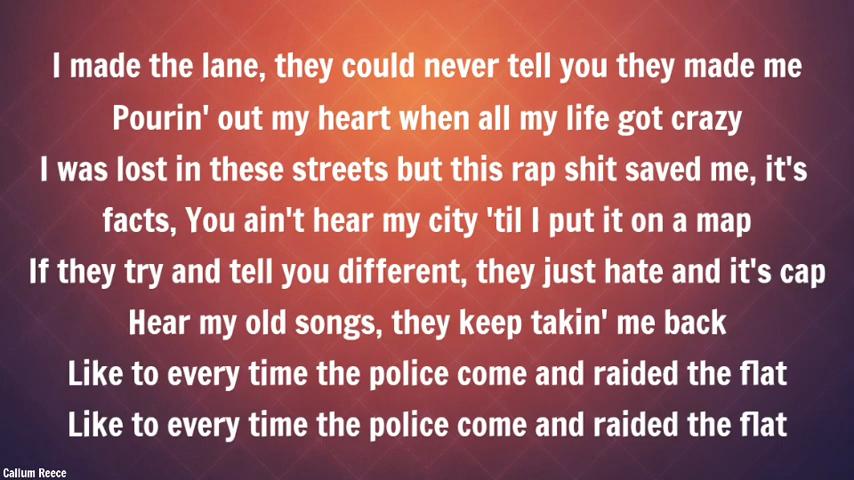 I made the lane, they could never tell you they made me
Pourin' out my heart when all my life got crazy
I was lost in these streets but this rap shit saved me, it's
facts, You ain't hear my city 'til I put it on a map
If they try and tell you different, they just hate and it's cap
Hear my old songs, they keep takin' me back
Like to every time the police come and raided the flat
Like to every time the police come and raided the flat
Callum Reece